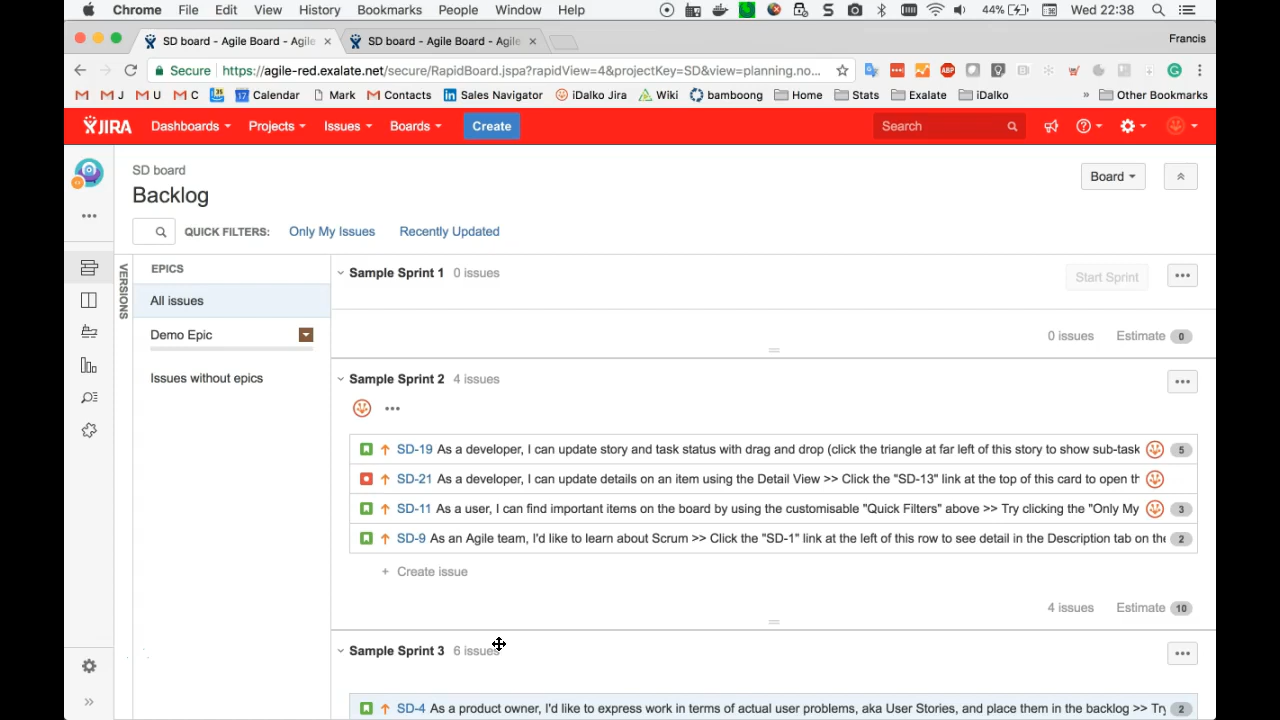 Chrome File Edit View History Bookmarks People Window Help 44% Wed 22:38
SD board - Agile Board - Agile SD board - Agile Board - Agile Francis
Secure https://agile-red.exalate.net/secure/RapidBoard.jspa?rapidView=4&projectKey=SD&view=planning.no...
M J M U M C Calendar Mark Contacts Sales Navigator iDalko Jira Wiki bamboong Home Stats Exalate iDalko » Other Bookmarks
JIRA Dashboards Projects Issues Boards Create Search
SD board
Backlog
Board
QUICK FILTERS: Only My Issues Recently Updated
VERSIONS
EPICS
All issues
Demo Epic
Issues without epics
Sample Sprint 1 0 issues Start Sprint
0 issues Estimate 0
Sample Sprint 2 4 issues
SD-19 As a developer, I can update story and task status with drag and drop (click the triangle at far left of this story to show sub-task 5
SD-21 As a developer, I can update details on an item using the Detail View >> Click the "SD-13" link at the top of this card to open th
SD-11 As a user, I can find important items on the board by using the customisable "Quick Filters" above >> Try clicking the "Only My 3
SD-9 As an Agile team, I'd like to learn about Scrum >> Click the "SD-1" link at the left of this row to see detail in the Description tab on the 2
+ Create issue
4 issues Estimate 10
Sample Sprint 3 6 issues
SD-4 As a product owner, I'd like to express work in terms of actual user problems, aka User Stories, and place them in the backlog >> Try 2